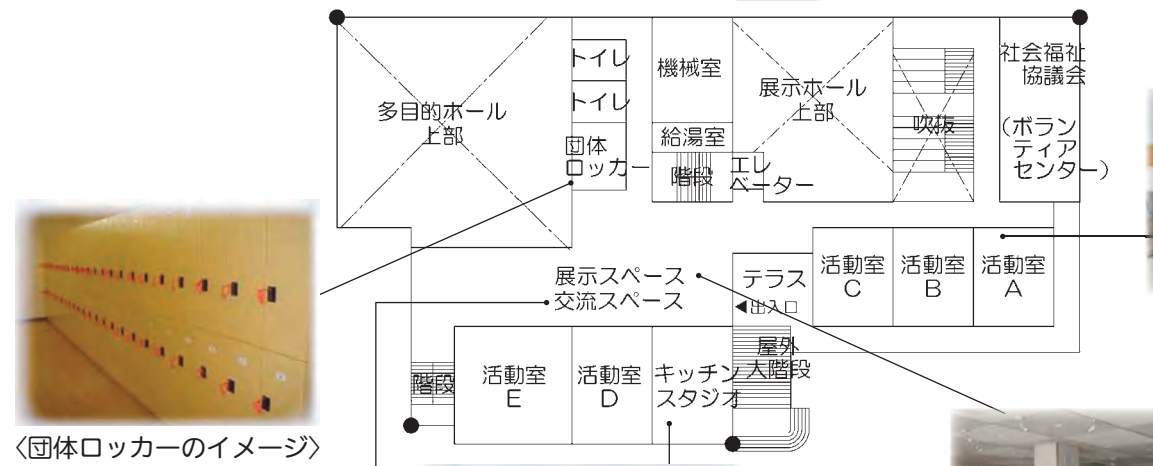 多目的ホール
上部
トイレ
トイレ
団体
ロッカー
機械室
給湯室
階段
エレ
ベーター
展示ホール
上部
吹抜
社会福祉
協議会
（ボラン
ティア
センター）
展示スペース
交流スペース
テラス
◀出入口
活動室
C
活動室
B
活動室
A
階段
活動室
E
活動室
D
キッチン
スタジオ
屋外
大階段
〈団体ロッカーのイメージ〉